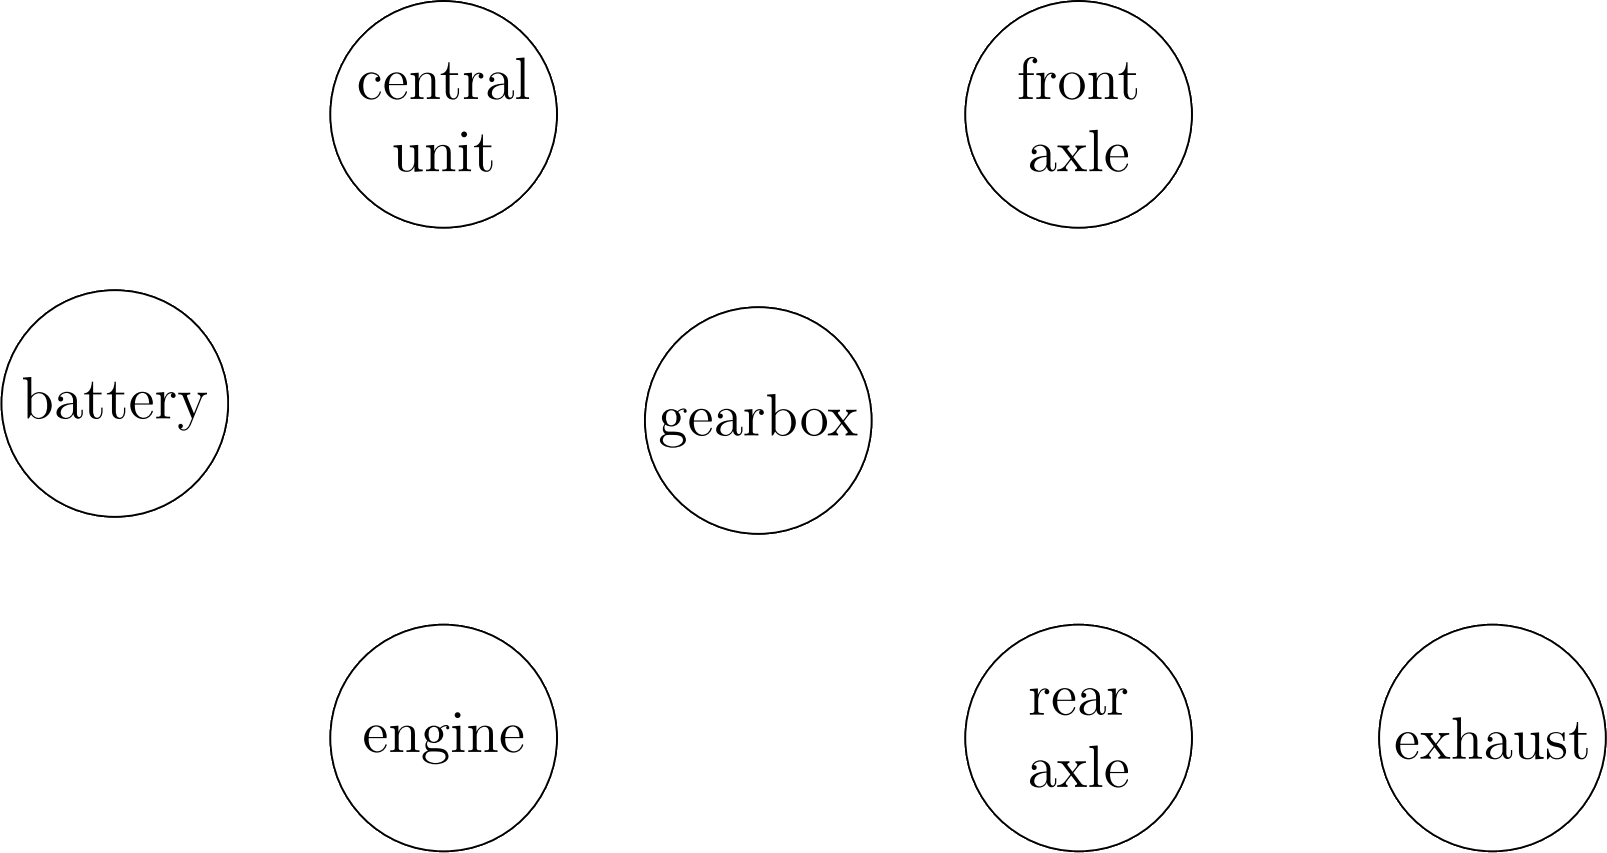 central
unit
front
axle
battery
gearbox
engine
rear
axle
exhaust